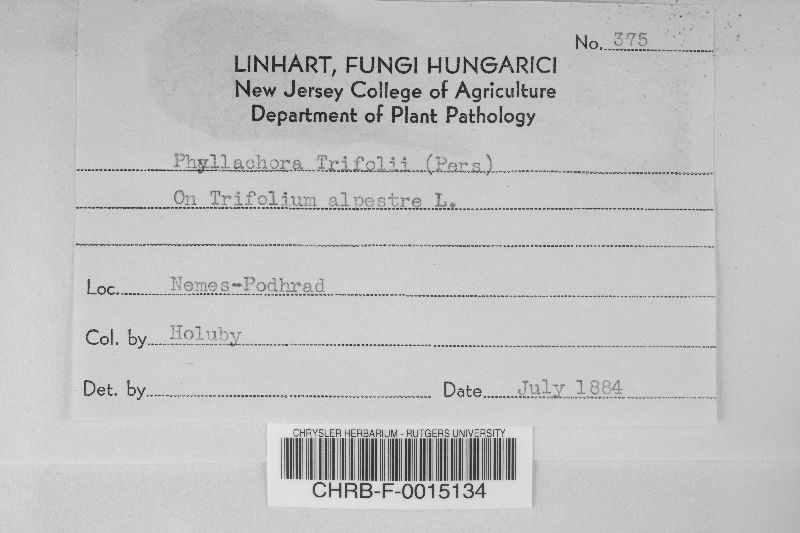 No. 375
LINHART, FUNGI HUNGARICI
New Jersey College of Agriculture
Department of Plant Pathology
Phyllachora Trifolii (Pers)
On Trifolium alpestre L.
Loc. Nemes-Podhrad
Col. by Holuby
Det. by
Date July 1884
CHRYSLER HERBARIUM - RUTGERS UNIVERSITY
CHRB-F-0015134